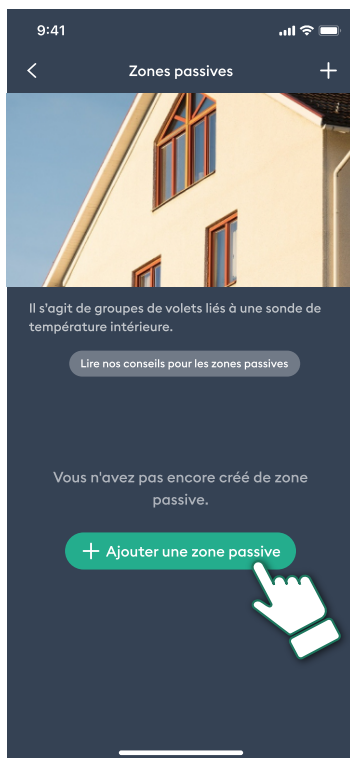 9:41
Zones passives
Il s'agit de groupes de volets liés à une sonde de
température intérieure.
Lire nos conseils pour les zones passives
Vous n'avez pas encore créé de zone
passive.
+ Ajouter une zone passive